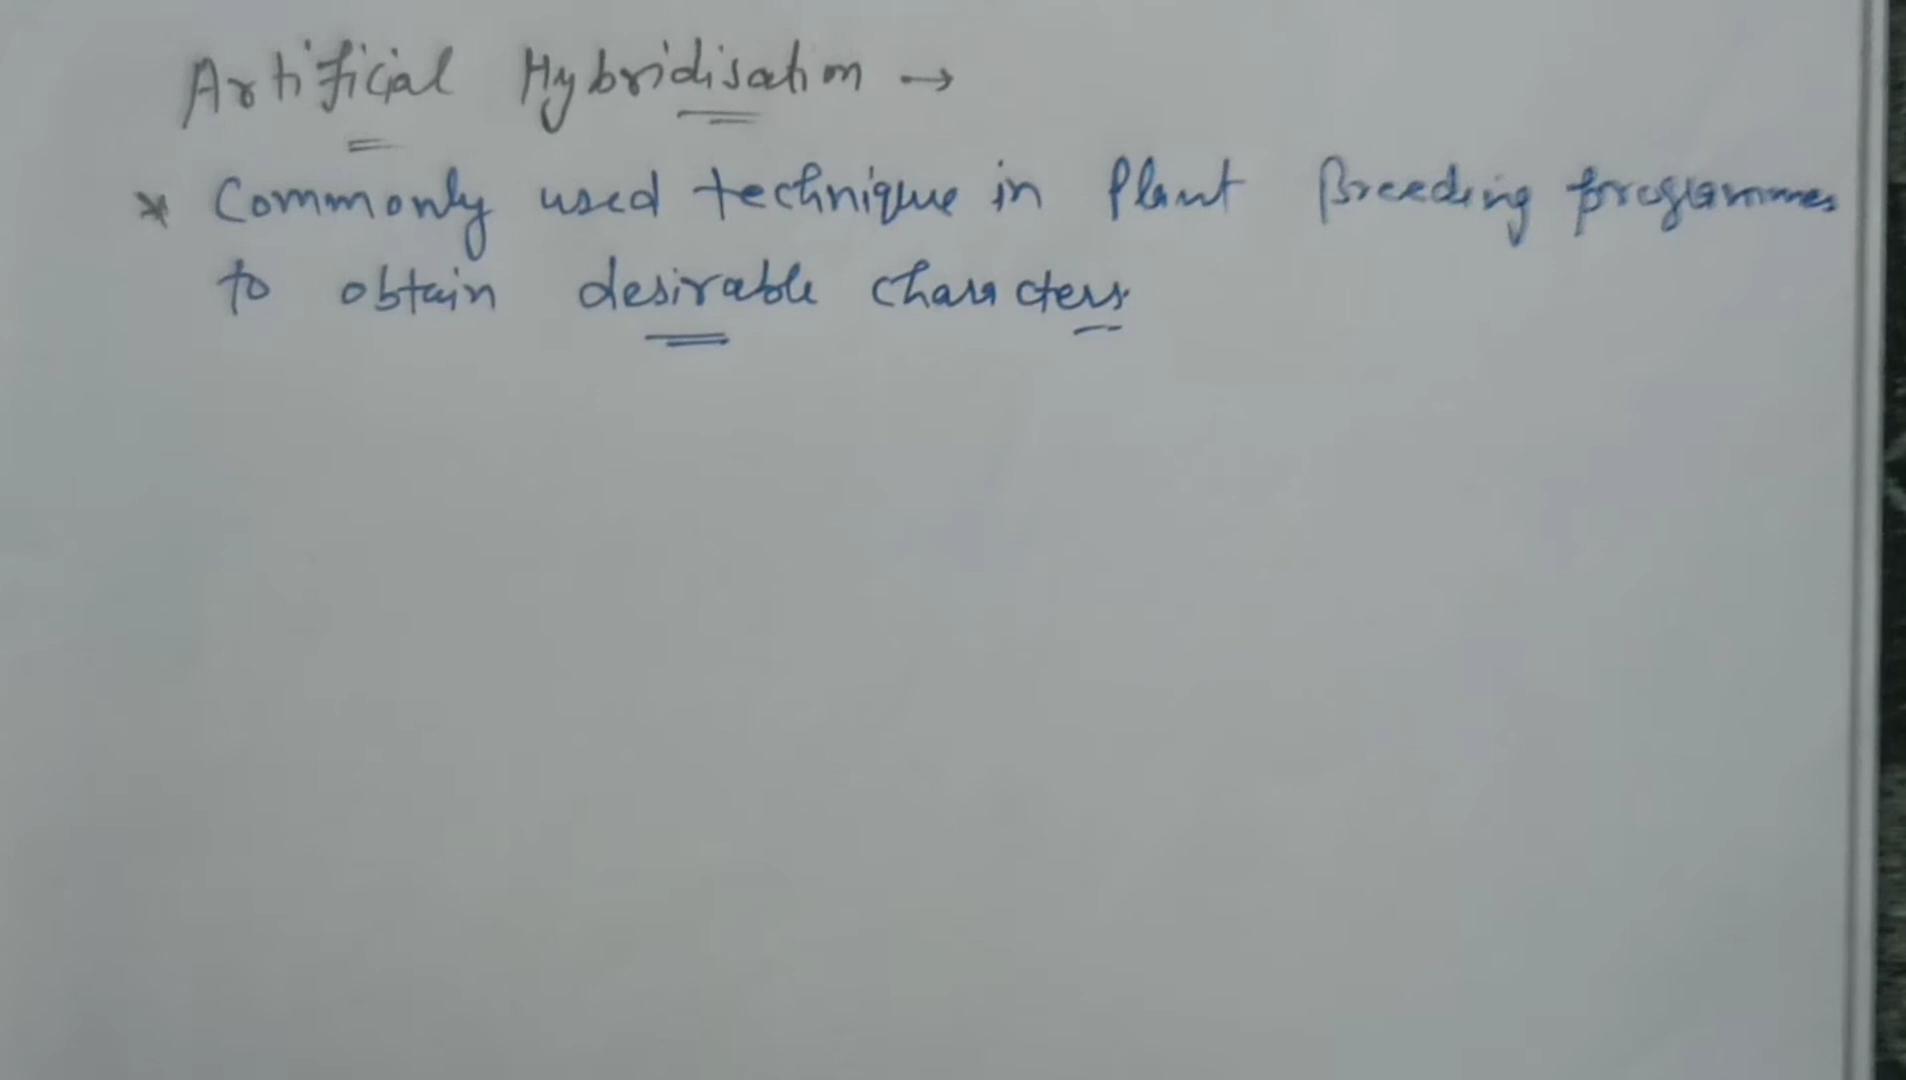 Artificial Hybridisation →
* Commonly used technique in Plant Breeding programmes
to obtain desirable characters.